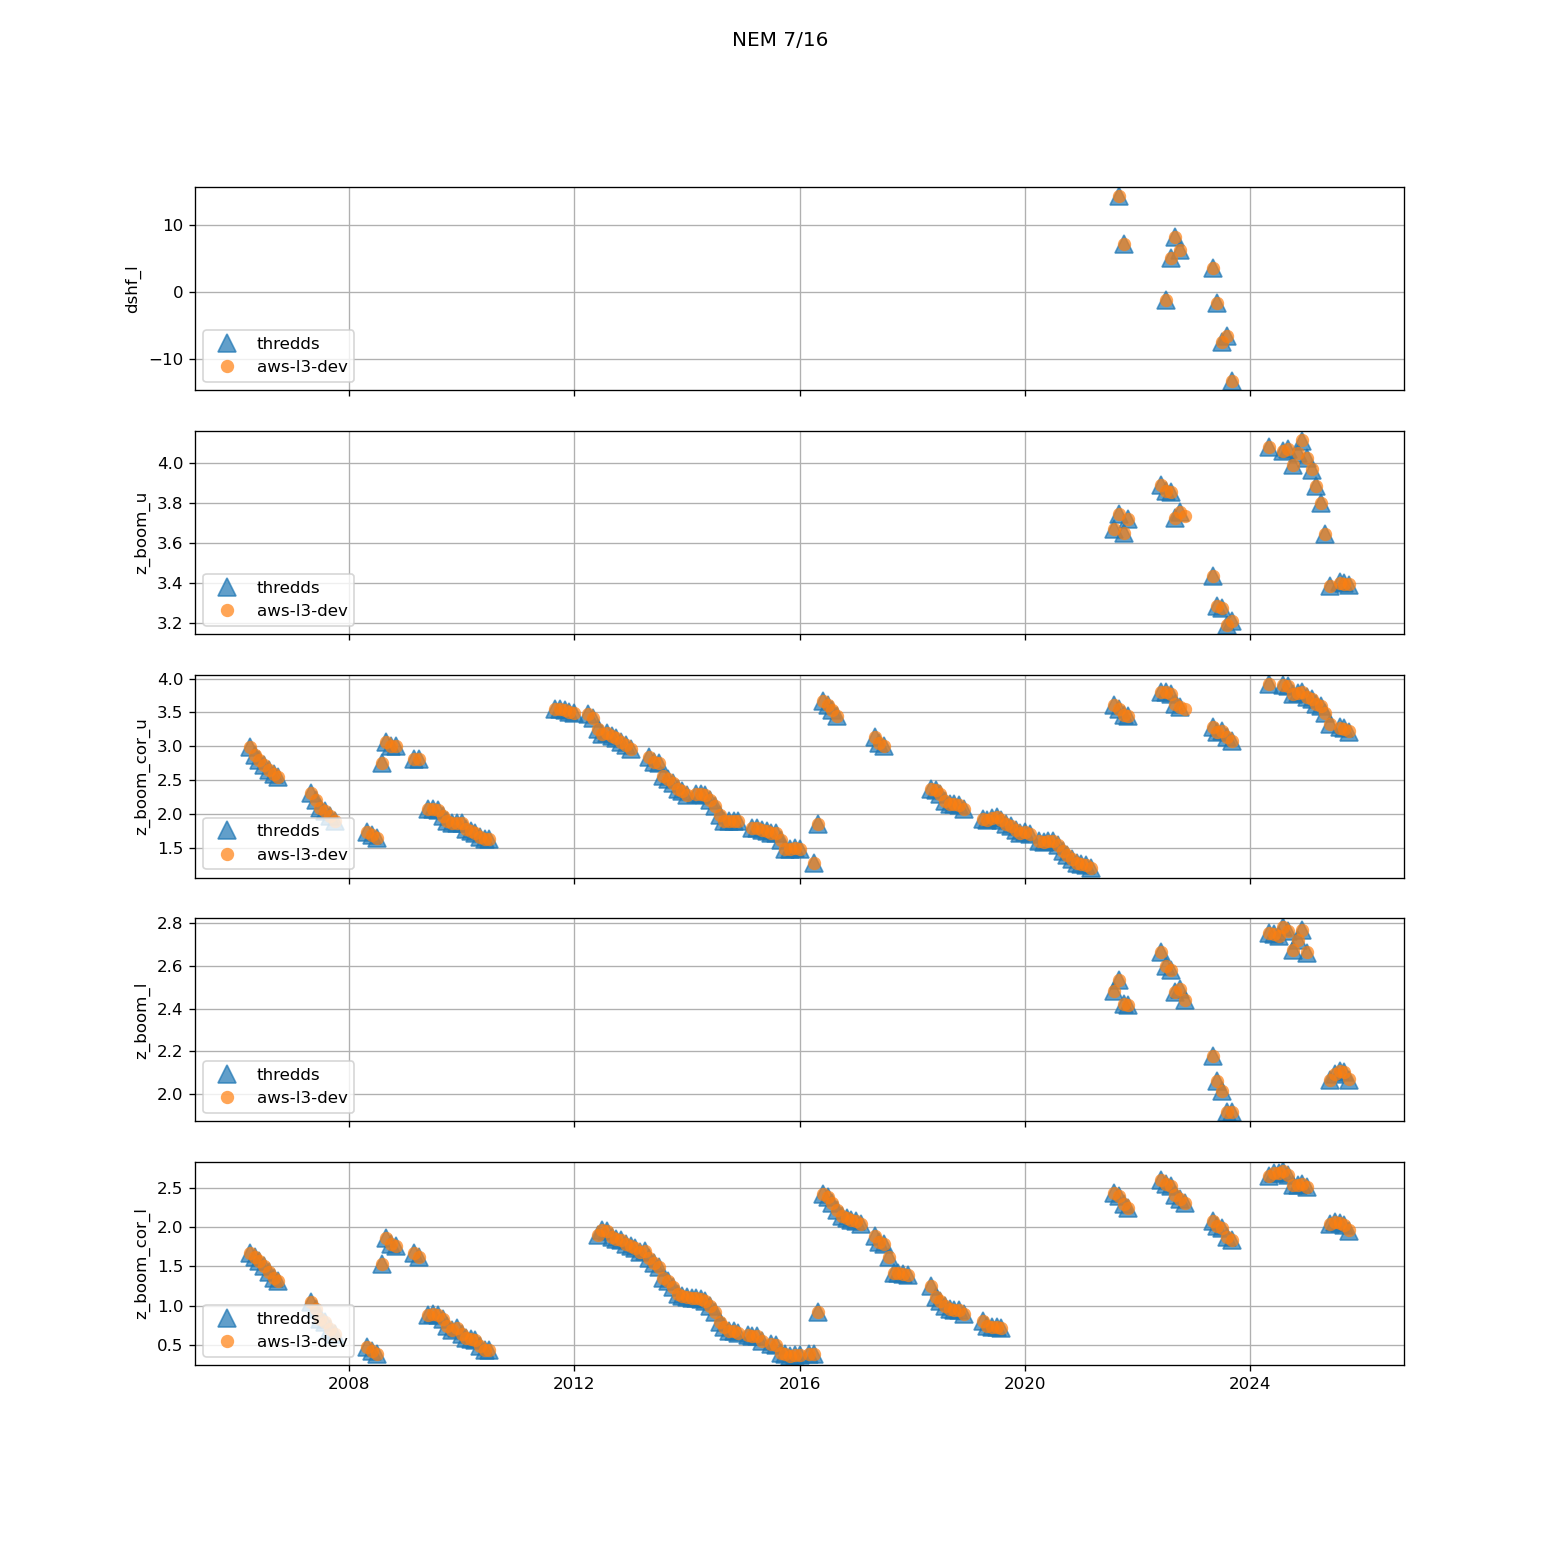 NEM 7/16
dshf_l
10
0
−10
thredds
aws-l3-dev
z_boom_u
4.0
3.8
3.6
3.4
3.2
thredds
aws-l3-dev
z_boom_cor_u
4.0
3.5
3.0
2.5
2.0
1.5
thredds
aws-l3-dev
z_boom_l
2.8
2.6
2.4
2.2
2.0
thredds
aws-l3-dev
z_boom_cor_l
2.5
2.0
1.5
1.0
0.5
thredds
aws-l3-dev
2008 2012 2016 2020 2024